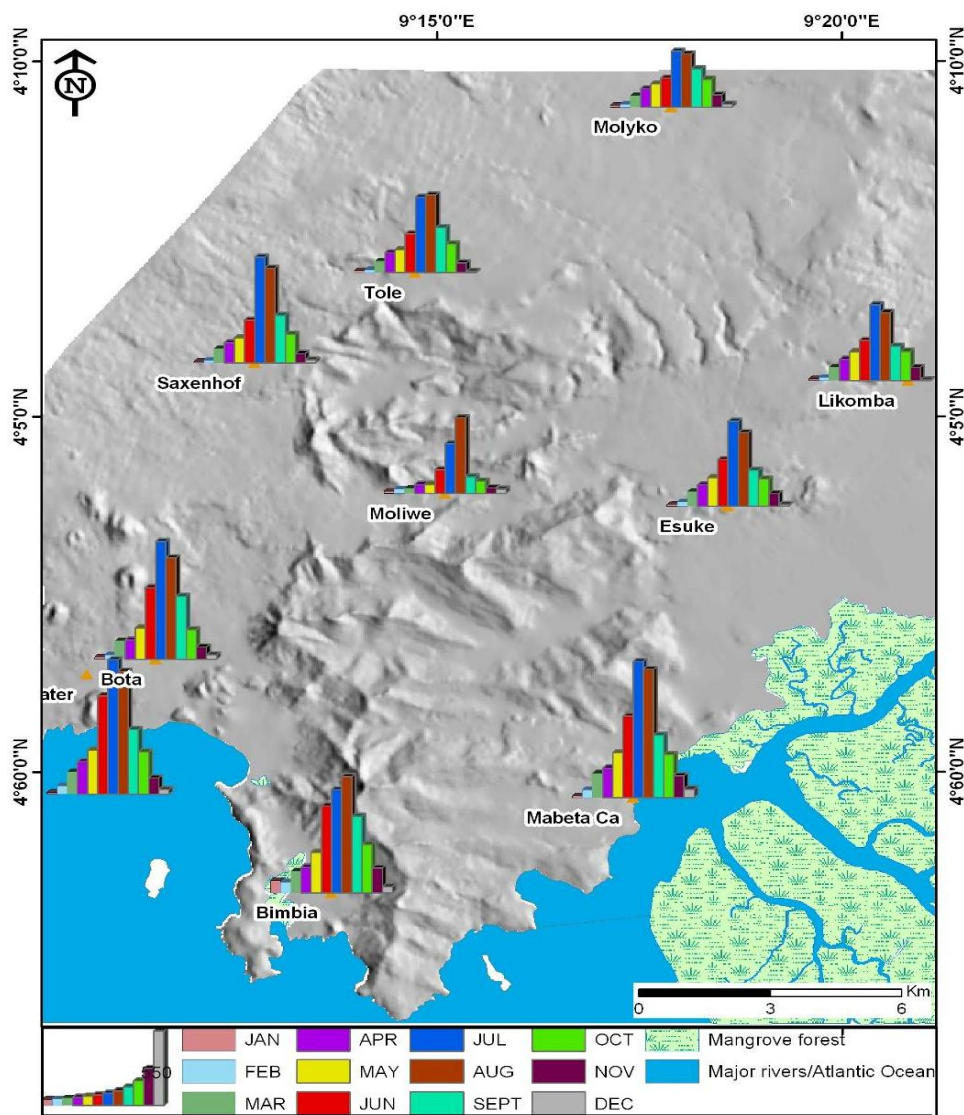 9°15'0"E
9°20'0"E
4°10'0"N
4°10'0"N
N
Molyko
Tole
Saxenhof
Likomba
4°5'0"N
4°5'0"N
Moliwe
Esuke
Bota
ater
4°60'0"N
4°60'0"N
Mabeta Ca
Bimbia
Km
0 3 6
550
JAN
APR
JUL
OCT
Mangrove forest
FEB
MAY
AUG
NOV
Major rivers/Atlantic Ocean
MAR
JUN
SEPT
DEC